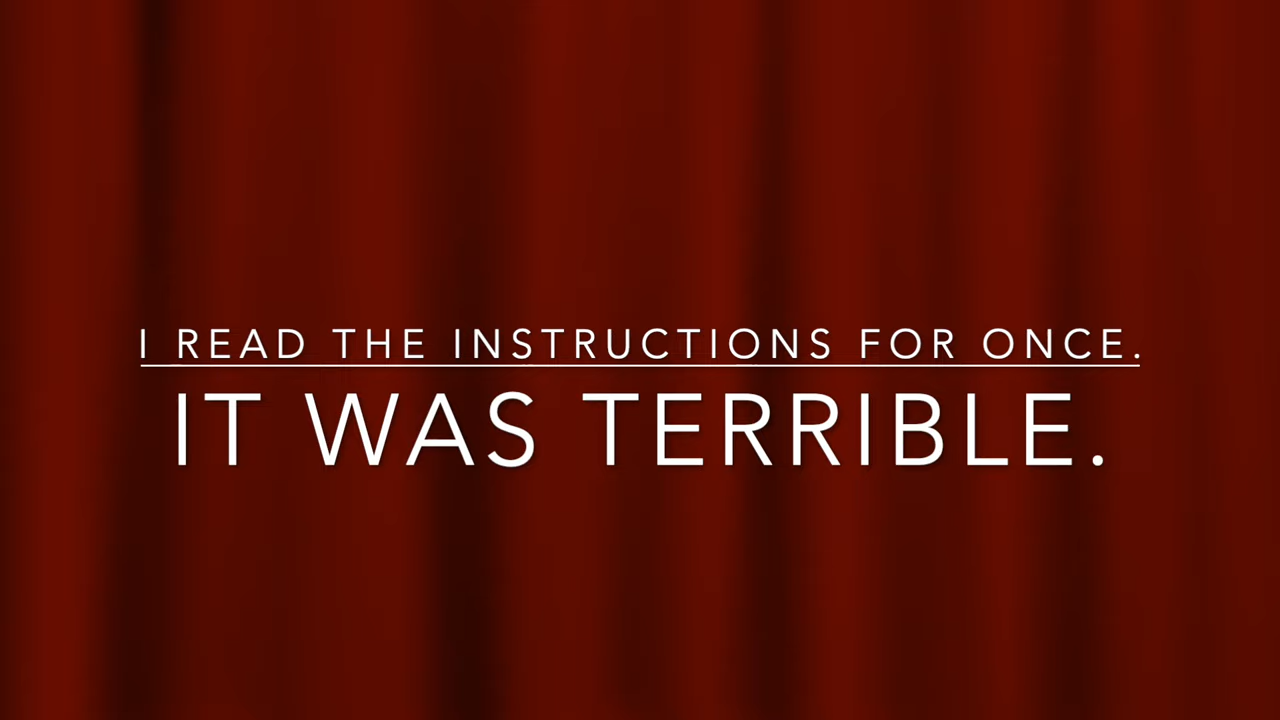 I READ THE INSTRUCTIONS FOR ONCE.
IT WAS TERRIBLE.